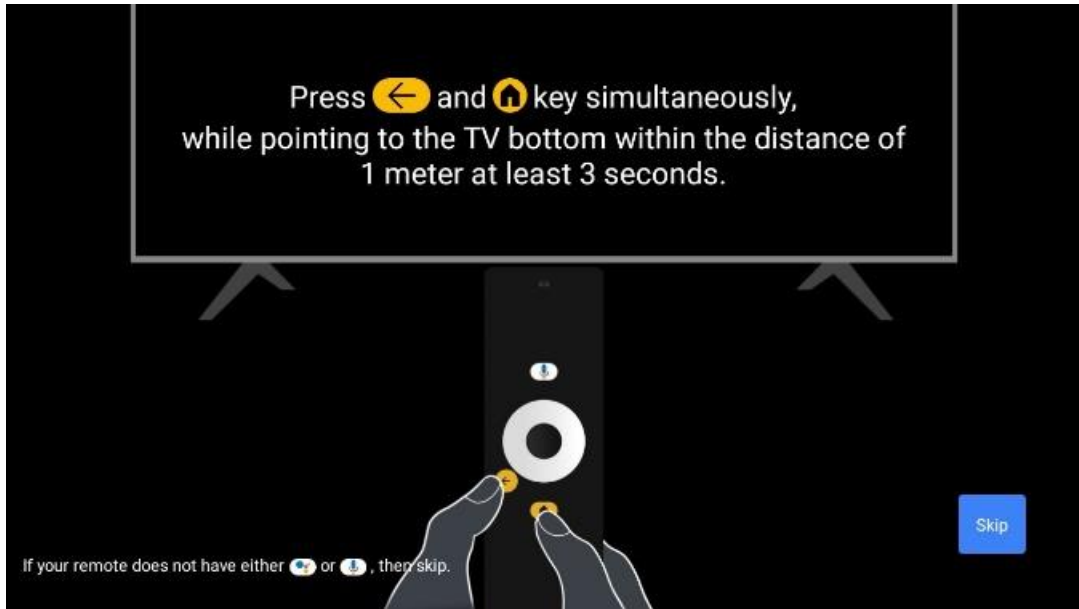 Press and key simultaneously,
while pointing to the TV bottom within the distance of
1 meter at least 3 seconds.
Skip
If your remote does not have either or , then skip.